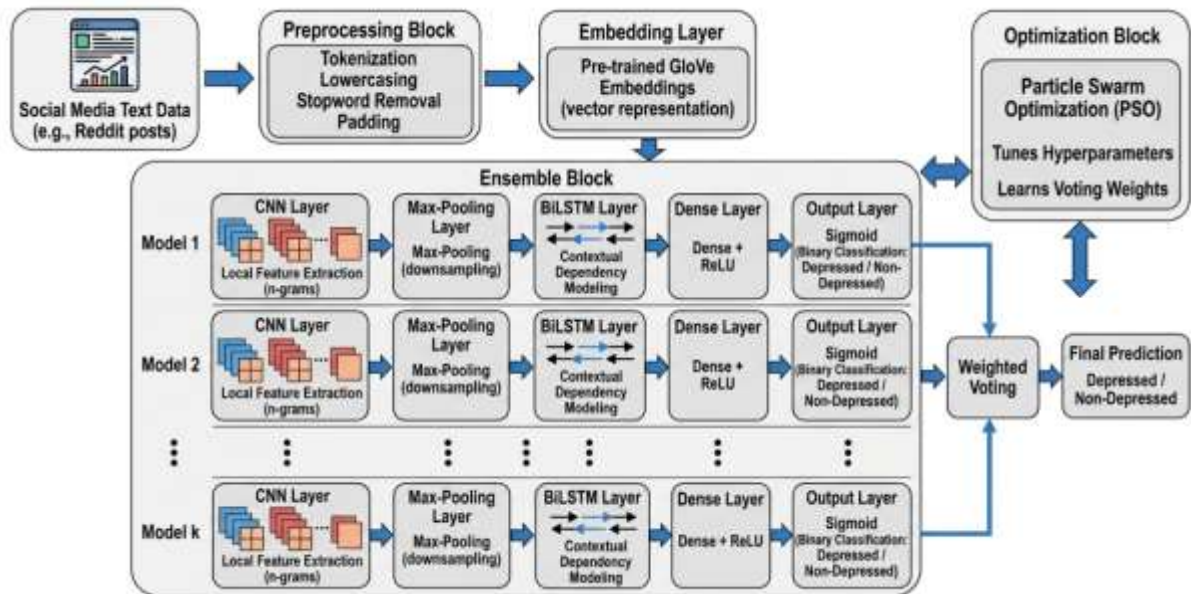 Social Media Text Data
(e.g., Reddit posts)
Preprocessing Block
Tokenization
Lowercasing
Stopword Removal
Padding
Embedding Layer
Pre-trained GloVe
Embeddings
(vector representation)
Optimization Block
Particle Swarm
Optimization (PSO)
Tunes Hyperparameters
Learns Voting Weights
Ensemble Block
Model 1
CNN Layer
Local Feature Extraction
(n-grams)
Max-Pooling
Layer
Max-Pooling
(downsampling)
BiLSTM Layer
Contextual
Dependency
Modeling
Dense Layer
Dense +
ReLU
Output Layer
Sigmoid
(Binary Classification:
Depressed / Non-
Depressed)
Model 2
CNN Layer
Local Feature Extraction
(n-grams)
Max-Pooling
Layer
Max-Pooling
(downsampling)
BiLSTM Layer
Contextual
Dependency
Modeling
Dense Layer
Dense +
ReLU
Output Layer
Sigmoid
(Binary Classification:
Depressed /
Non-Depressed)
Weighted
Voting
Final Prediction
Depressed /
Non-Depressed
Model k
CNN Layer
Local Feature Extraction
(n-grams)
Max-Pooling
Layer
Max-Pooling
(downsampling)
BiLSTM Layer
Contextual
Dependency
Modeling
Dense Layer
Dense + ReLU
Output Layer
Sigmoid
(Binary Classification:
Depressed /
Non-Depressed)